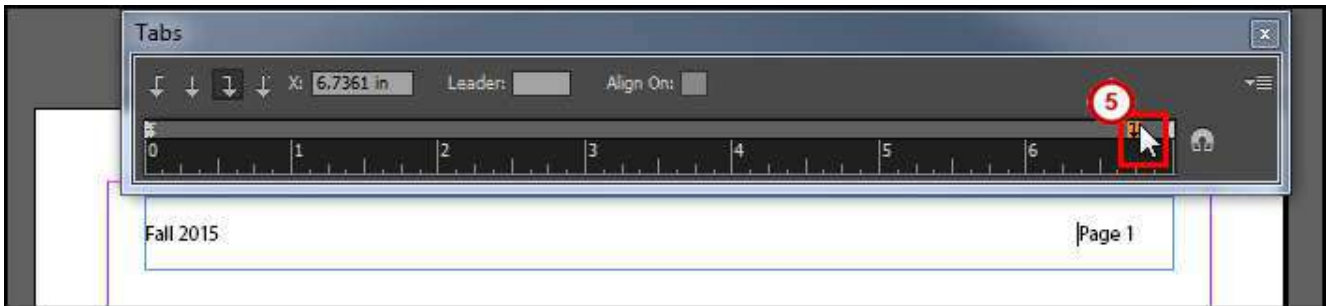 Tabs
x
X: 6.7361 in Leader: Align On:
5
0 1 2 3 4 5 6
Fall 2015 Page 1